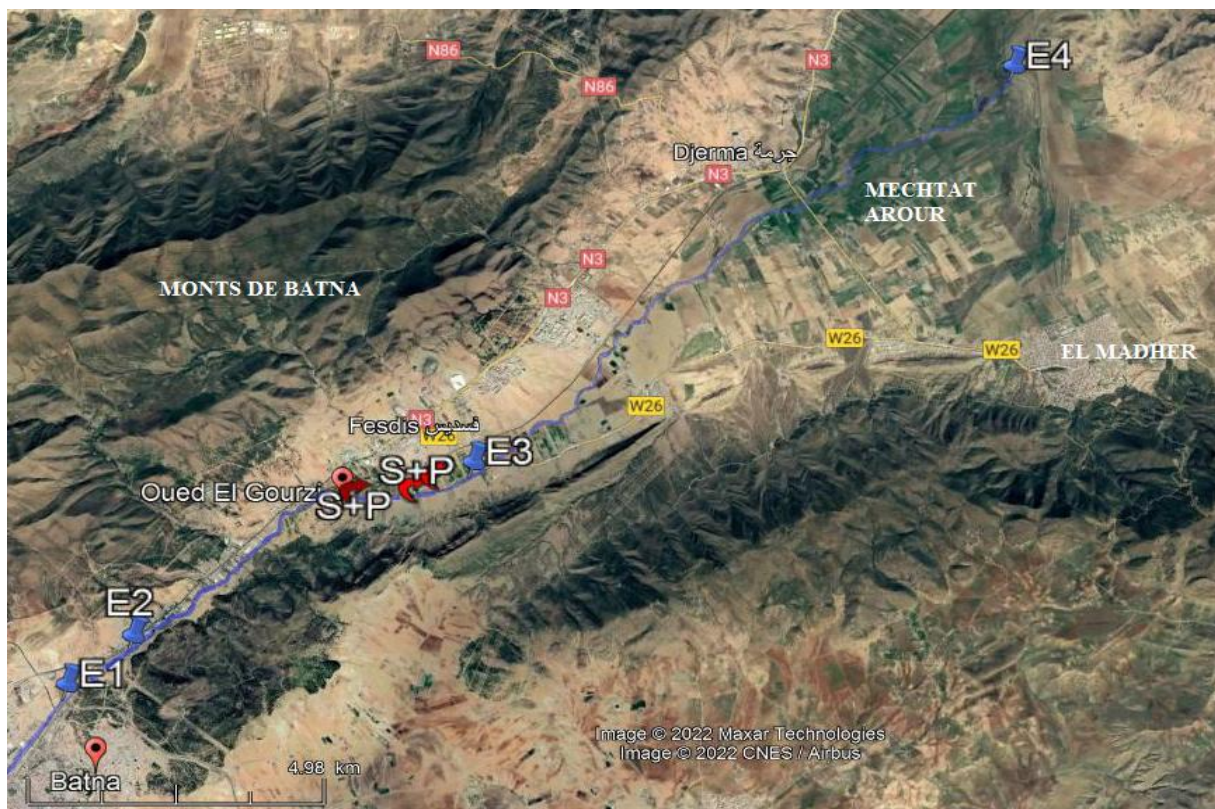 N86
N3
E4
N86
Djerma جرمة
N3
MECHTAT
AROUR
N3
MONTS DE BATNA
N3
W26
W26
EL MADHER
W26
N3
Fesdis فسديس
W26
E3
S+P
Oued El Gourzi
S+P
E2
E1
Image © 2022 Maxar Technologies
Image © 2022 CNES / Airbus
4.98 km
Batna